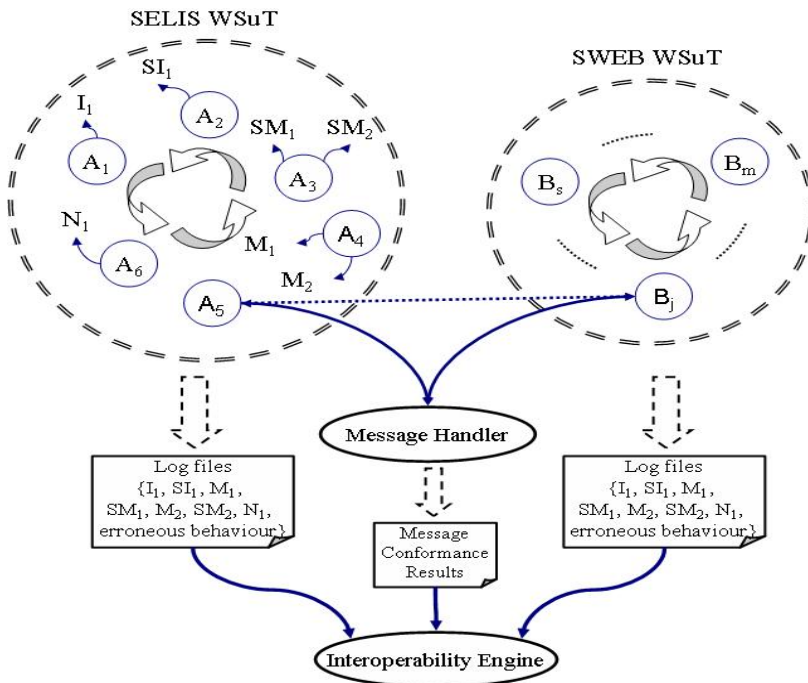 SELIS WSuT
SWEB WSuT
SI₁
I₁
A₂
SM₁
SM₂
A₁
A₃
Bₛ
Bₘ
N₁
M₁
A₄
A₆
M₂
A₅
Bⱼ
Message Handler
Log files
{I₁, SI₁, M₁,
SM₁, M₂, SM₂, N₁,
erroneous behaviour}
Message
Conformance
Results
Log files
{I₁, SI₁, M₁,
SM₁, M₂, SM₂, N₁,
erroneous behaviour}
Interoperability Engine